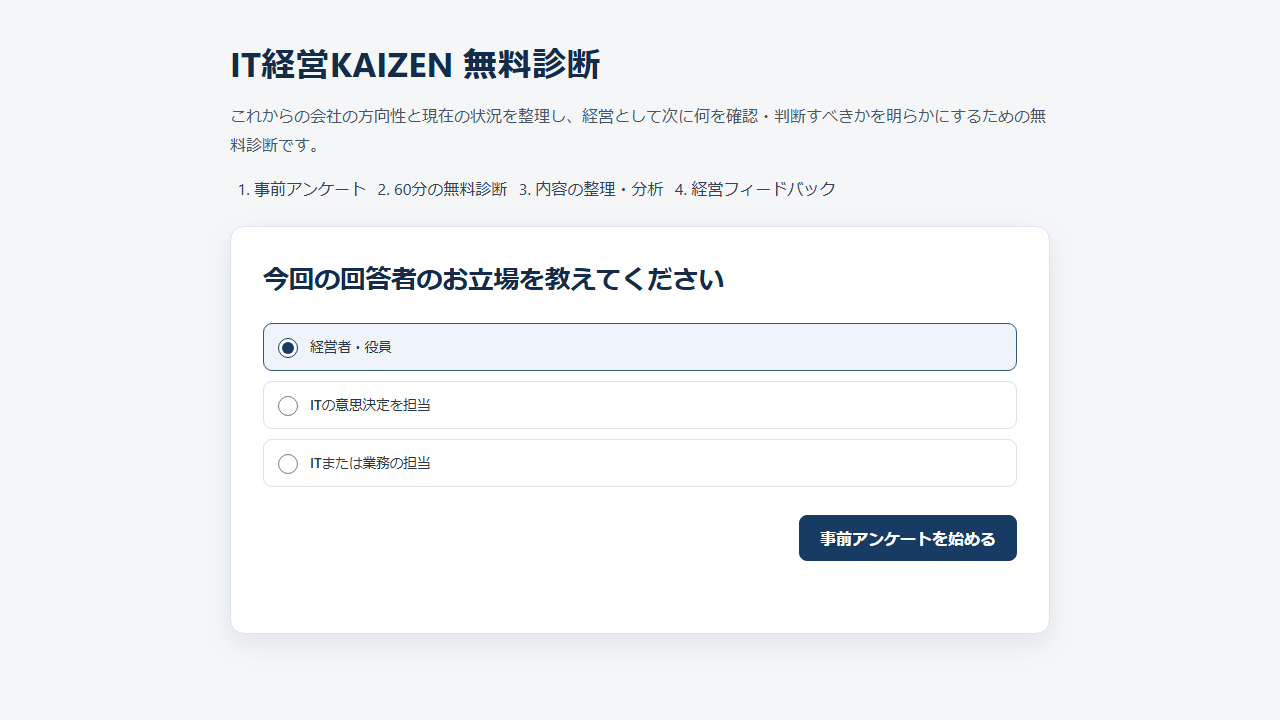 IT経営KAIZEN 無料診断
これからの会社の方向性と現在の状況を整理し、経営として次に何を確認・判断すべきかを明らかにするための無
料診断です。
1. 事前アンケート 2. 60分の無料診断 3. 内容の整理・分析 4. 経営フィードバック
今回の回答者のお立場を教えてください
経営者・役員
ITの意思決定を担当
ITまたは業務の担当
事前アンケートを始める